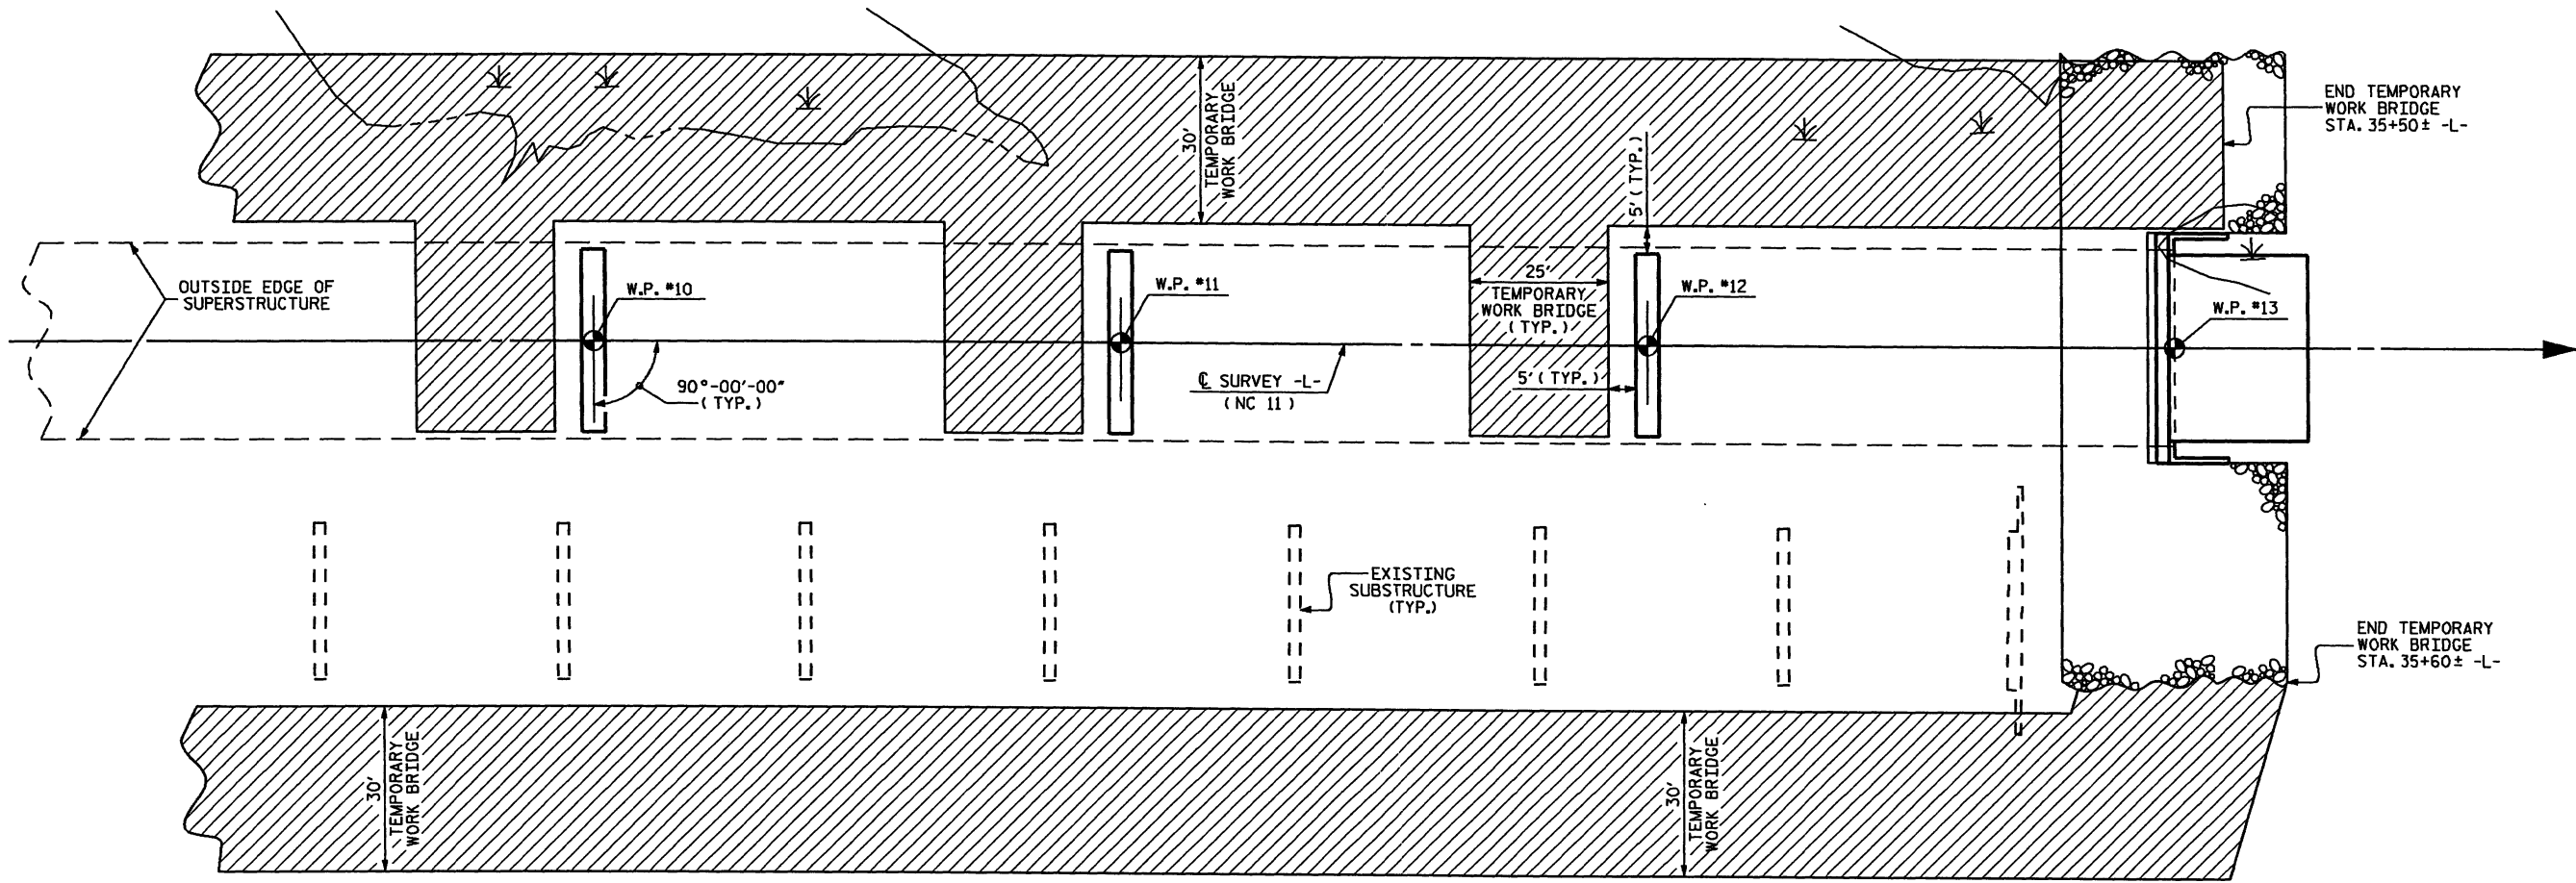 END TEMPORARY
WORK BRIDGE
STA. 35+50± -L-
30'
TEMPORARY
WORK BRIDGE
5' (TYP.)
OUTSIDE EDGE OF
SUPERSTRUCTURE
W.P. #10
W.P. #11
25'
TEMPORARY
WORK BRIDGE
(TYP.)
W.P. #12
W.P. #13
90°-00'-00"
(TYP.)
℄ SURVEY -L-
(NC 11)
5' (TYP.)
EXISTING
SUBSTRUCTURE
(TYP.)
END TEMPORARY
WORK BRIDGE
STA. 35+60± -L-
30'
TEMPORARY
WORK BRIDGE
30'
TEMPORARY
WORK BRIDGE